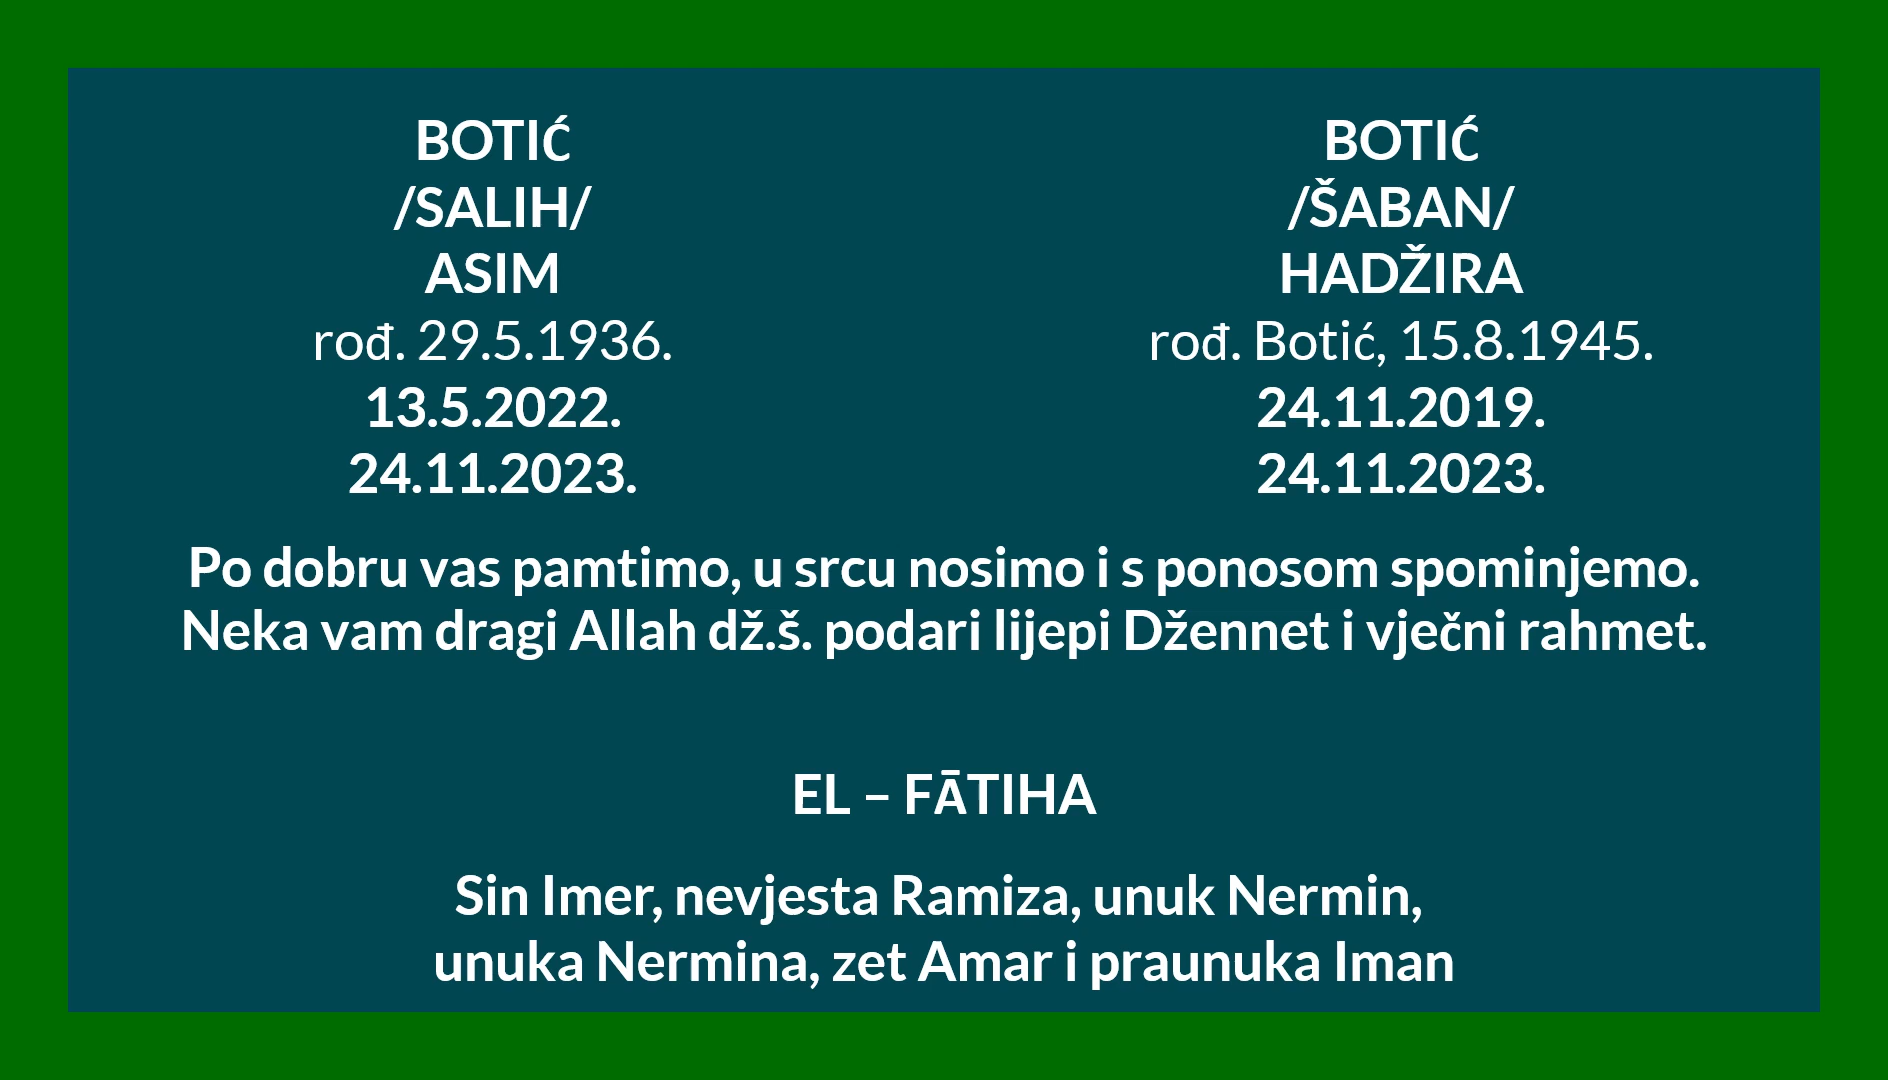 BOTIĆ
/SALIH/
ASIM
rođ. 29.5.1936.
13.5.2022.
24.11.2023.
BOTIĆ
/ŠABAN/
HADŽIRA
rođ. Botić, 15.8.1945.
24.11.2019.
24.11.2023.
Po dobru vas pamtimo, u srcu nosimo i s ponosom spominjemo.
Neka vam dragi Allah dž.š. podari lijepi Džennet i vječni rahmet.
EL – FĀTIHA
Sin Imer, nevjesta Ramiza, unuk Nermin,
unuka Nermina, zet Amar i praunuka Iman